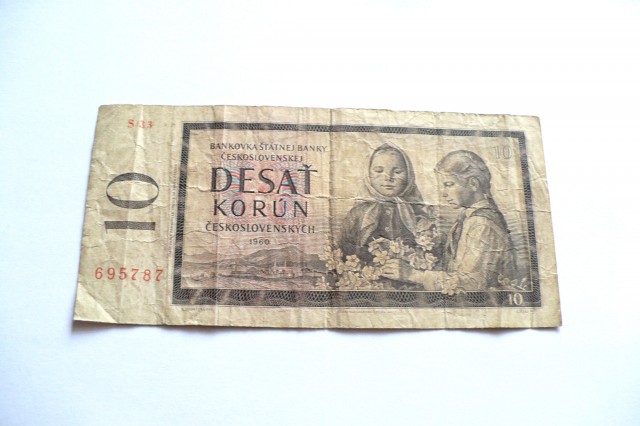 S 33
10
695787
BANKOVKA ŠTÁTNEJ BANKY
ČESKOSLOVENSKEJ
DESAŤ
KORÚN
ČESKOSLOVENSKÝCH
1960
10
10